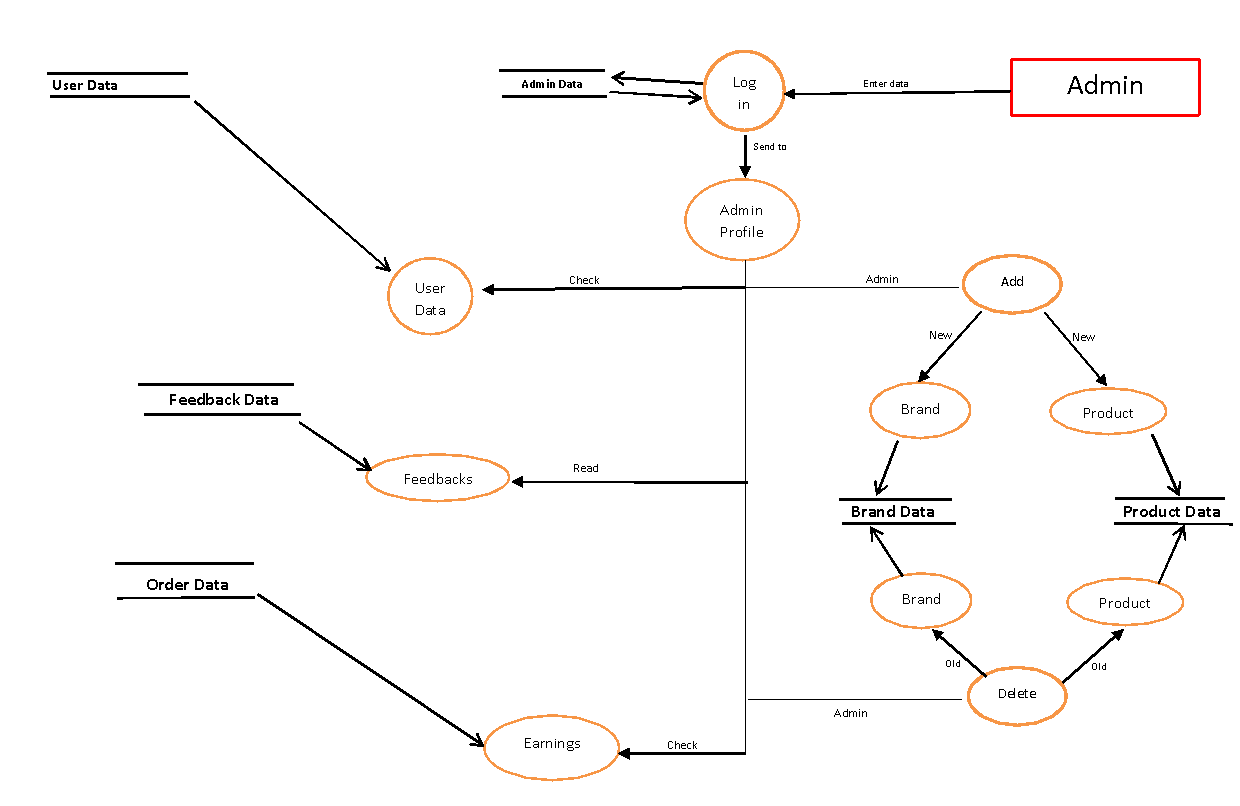 User Data
Admin Data
Log
in
Enter data
Admin
Send to
Admin
Profile
User
Data
Check
Admin
Add
New
New
Feedback Data
Brand
Product
Feedbacks
Read
Brand Data
Product Data
Order Data
Brand
Product
Old
Old
Delete
Admin
Earnings
Check